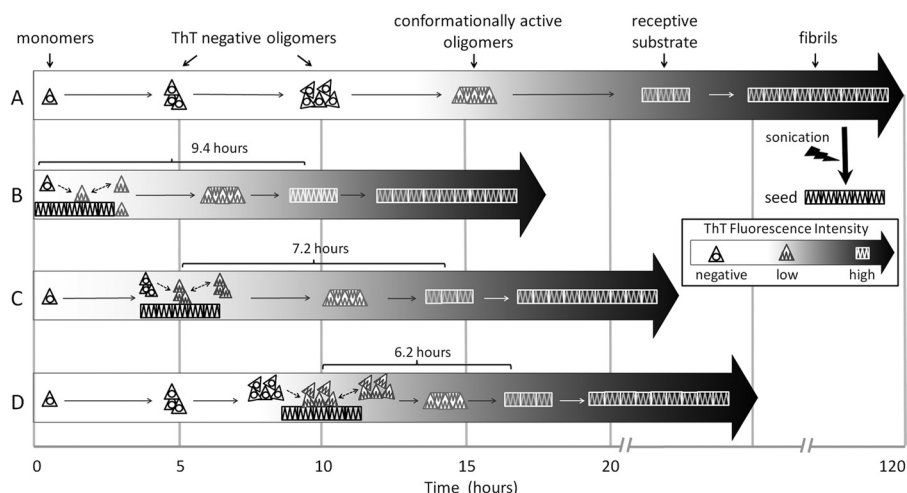 monomers
ThT negative oligomers
conformationally active
oligomers
receptive
substrate
fibrils
A
sonication
9.4 hours
B
seed
ThT Fluorescence Intensity
negative
low
high
7.2 hours
C
6.2 hours
D
0
5
10
15
20
120
Time (hours)